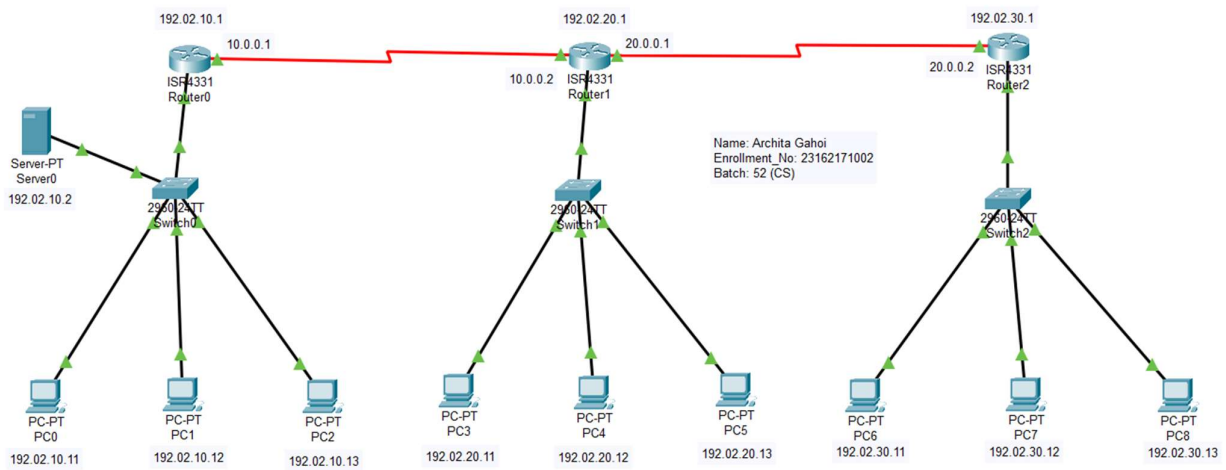 192.02.10.1
10.0.0.1
ISR4331
Router0
192.02.20.1
20.0.0.1
10.0.0.2
ISR4331
Router1
192.02.30.1
20.0.0.2
ISR4331
Router2
Server-PT
Server0
192.02.10.2
2960-24TT
Switch0
2960-24TT
Switch1
Name: Archita Gahoi
Enrollment_No: 23162171002
Batch: 52 (CS)
2960-24TT
Switch2
PC-PT
PC0
192.02.10.11
PC-PT
PC1
192.02.10.12
PC-PT
PC2
192.02.10.13
PC-PT
PC3
192.02.20.11
PC-PT
PC4
192.02.20.12
PC-PT
PC5
192.02.20.13
PC-PT
PC6
192.02.30.11
PC-PT
PC7
192.02.30.12
PC-PT
PC8
192.02.30.13